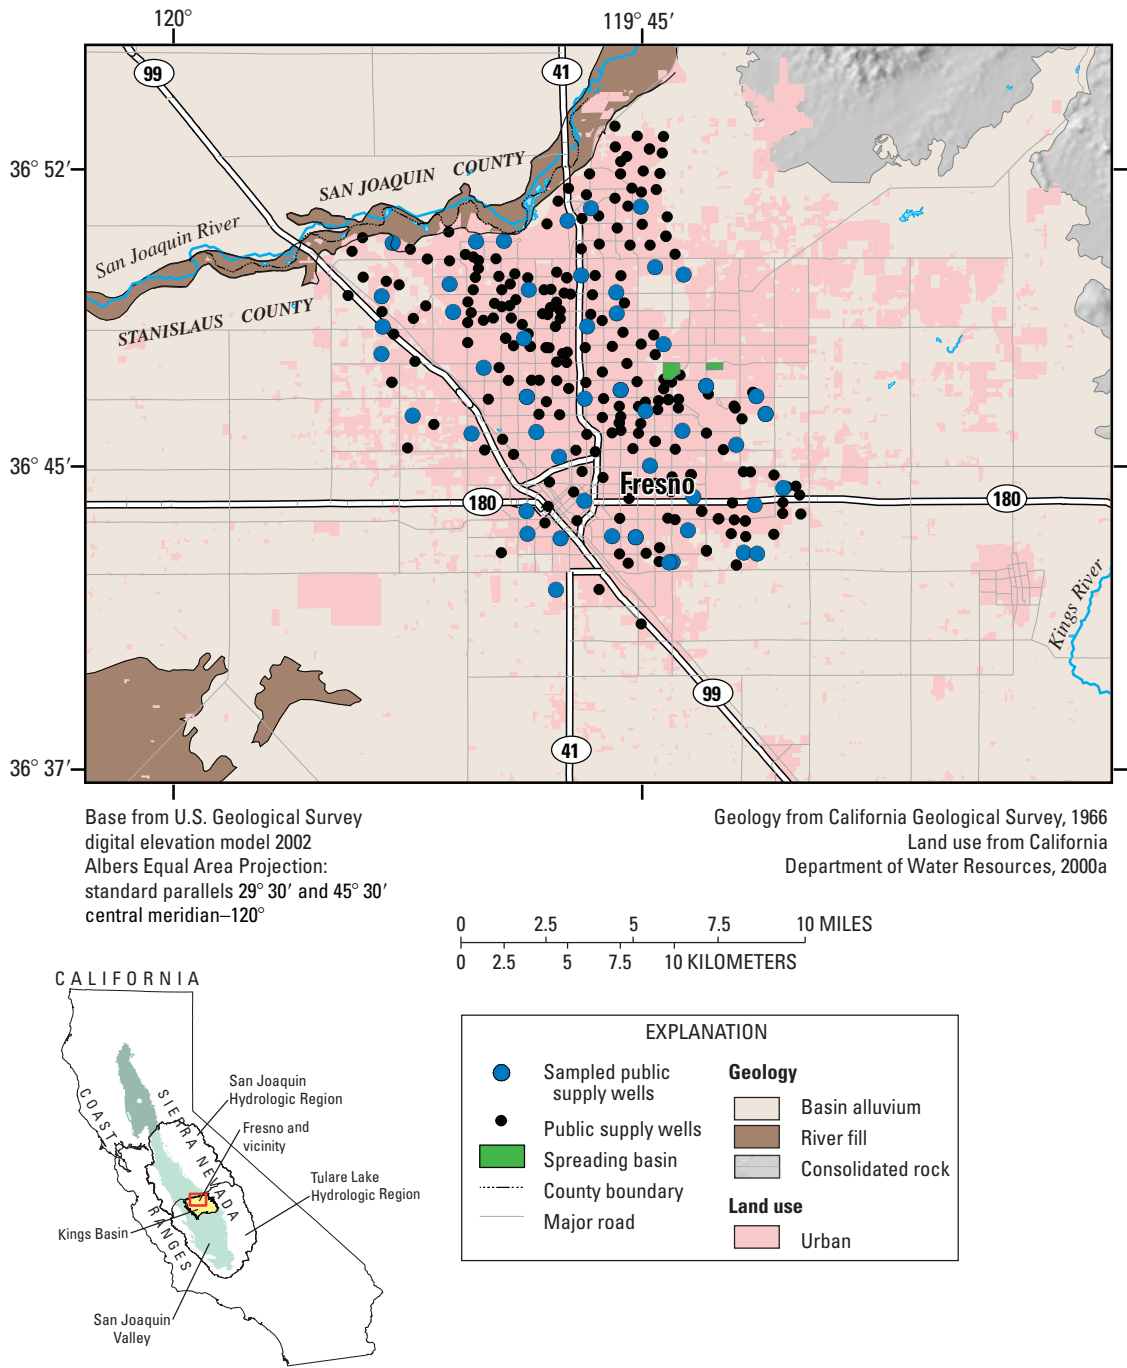 120°
119° 45′
99
41
36° 52′
SAN JOAQUIN COUNTY
San Joaquin River
STANISLAUS COUNTY
36° 45′
Fresno
180
180
Kings River
99
41
36° 37′
Base from U.S. Geological Survey
digital elevation model 2002
Albers Equal Area Projection:
standard parallels 29° 30′ and 45° 30′
central meridian–120°
Geology from California Geological Survey, 1966
Land use from California
Department of Water Resources, 2000a
0 2.5 5 7.5 10 MILES
0 2.5 5 7.5 10 KILOMETERS
CALIFORNIA
COAST RANGES
SIERRA NEVADA
San Joaquin
Hydrologic Region
Fresno and
vicinity
Tulare Lake
Hydrologic Region
Kings Basin
San Joaquin
Valley
EXPLANATION
Sampled public
supply wells
Public supply wells
Spreading basin
County boundary
Major road
Geology
Basin alluvium
River fill
Consolidated rock
Land use
Urban